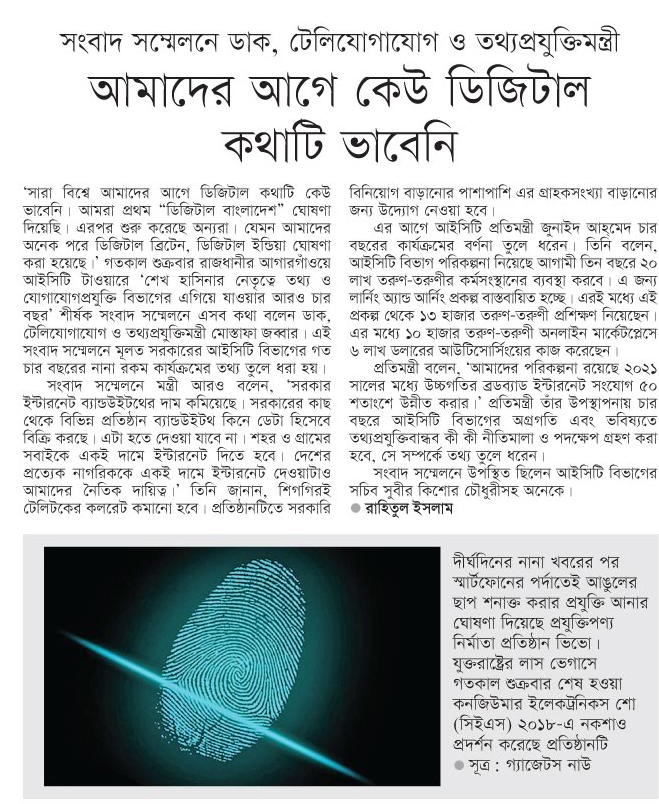 সংবাদ সম্মেলনে ডাক, টেলিযোগাযোগ ও তথ্যপ্রযুক্তিমন্ত্রী
আমাদের আগে কেউ ডিজিটাল
কথাটি ভাবেনি
‘সারা বিশ্বে আমাদের আগে ডিজিটাল কথাটি কেউ
ভাবেনি। আমরা প্রথম “ডিজিটাল বাংলাদেশ” ঘোষণা
দিয়েছি। এরপর শুরু করেছে অন্যরা। যেমন আমাদের
অনেক পরে ডিজিটাল ব্রিটেন, ডিজিটাল ইন্ডিয়া ঘোষণা
করা হয়েছে।’ গতকাল শুক্রবার রাজধানীর আগারগাঁওয়ে
আইসিটি টাওয়ারে ‘শেখ হাসিনার নেতৃত্বে তথ্য ও
যোগাযোগপ্রযুক্তি বিভাগের এগিয়ে যাওয়ার আরও চার
বছর’ শীর্ষক সংবাদ সম্মেলনে এসব কথা বলেন ডাক,
টেলিযোগাযোগ ও তথ্যপ্রযুক্তিমন্ত্রী মোস্তাফা জব্বার। এই
সংবাদ সম্মেলনে মূলত সরকারের আইসিটি বিভাগের গত
চার বছরের নানা রকম কার্যক্রমের তথ্য তুলে ধরা হয়।
সংবাদ সম্মেলনে মন্ত্রী আরও বলেন, ‘সরকার
ইন্টারনেট ব্যান্ডউইথের দাম কমিয়েছে। সরকারের কাছ
থেকে বিভিন্ন প্রতিষ্ঠান ব্যান্ডউইথ কিনে ডেটা হিসেবে
বিক্রি করছে। এটা হতে দেওয়া যাবে না। শহর ও গ্রামের
সবাইকে একই দামে ইন্টারনেট দিতে হবে। দেশের
প্রত্যেক নাগরিককে একই দামে ইন্টারনেট দেওয়াটাও
আমাদের নৈতিক দায়িত্ব।’ তিনি জানান, শিগগিরই
টেলিটকের কলরেট কমানো হবে। প্রতিষ্ঠানটিতে সরকারি
বিনিয়োগ বাড়ানোর পাশাপাশি এর গ্রাহকসংখ্যা বাড়ানোর
জন্য উদ্যোগ নেওয়া হবে।
এর আগে আইসিটি প্রতিমন্ত্রী জুনাইদ আহমেদ চার
বছরের কার্যক্রমের বর্ণনা তুলে ধরেন। তিনি বলেন,
আইসিটি বিভাগ পরিকল্পনা নিয়েছে আগামী তিন বছরে ২০
লাখ তরুণ-তরুণীর কর্মসংস্থানের ব্যবস্থা করবে। এ জন্য
লার্নিং অ্যান্ড আর্নিং প্রকল্প বাস্তবায়িত হচ্ছে। এরই মধ্যে এই
প্রকল্প থেকে ১৩ হাজার তরুণ-তরুণী প্রশিক্ষণ নিয়েছেন।
এর মধ্যে ১০ হাজার তরুণ-তরুণী অনলাইন মার্কেটপ্লেসে
৬ লাখ ডলারের আউটসোর্সিংয়ের কাজ করেছেন।
প্রতিমন্ত্রী বলেন, ‘আমাদের পরিকল্পনা রয়েছে ২০২১
সালের মধ্যে উচ্চগতির ব্রডব্যান্ড ইন্টারনেট সংযোগ ৫০
শতাংশে উন্নীত করার।’ প্রতিমন্ত্রী তাঁর উপস্থাপনায় চার
বছরে আইসিটি বিভাগের অগ্রগতি এবং ভবিষ্যতে
তথ্যপ্রযুক্তিবান্ধব কী কী নীতিমালা ও পদক্ষেপ গ্রহণ করা
হবে, সে সম্পর্কে তথ্য তুলে ধরেন।
সংবাদ সম্মেলনে উপস্থিত ছিলেন আইসিটি বিভাগের
সচিব সুবীর কিশোর চৌধুরীসহ অনেকে।
● রাহিতুল ইসলাম
দীর্ঘদিনের নানা খবরের পর
স্মার্টফোনের পর্দাতেই আঙুলের
ছাপ শনাক্ত করার প্রযুক্তি আনার
ঘোষণা দিয়েছে প্রযুক্তিপণ্য
নির্মাতা প্রতিষ্ঠান ভিভো।
যুক্তরাষ্ট্রের লাস ভেগাসে
গতকাল শুক্রবার শেষ হওয়া
কনজিউমার ইলেকট্রনিকস শো
(সিইএস) ২০১৮-এ নকশাও
প্রদর্শন করেছে প্রতিষ্ঠানটি
● সূত্র : গ্যাজেটস নাউ